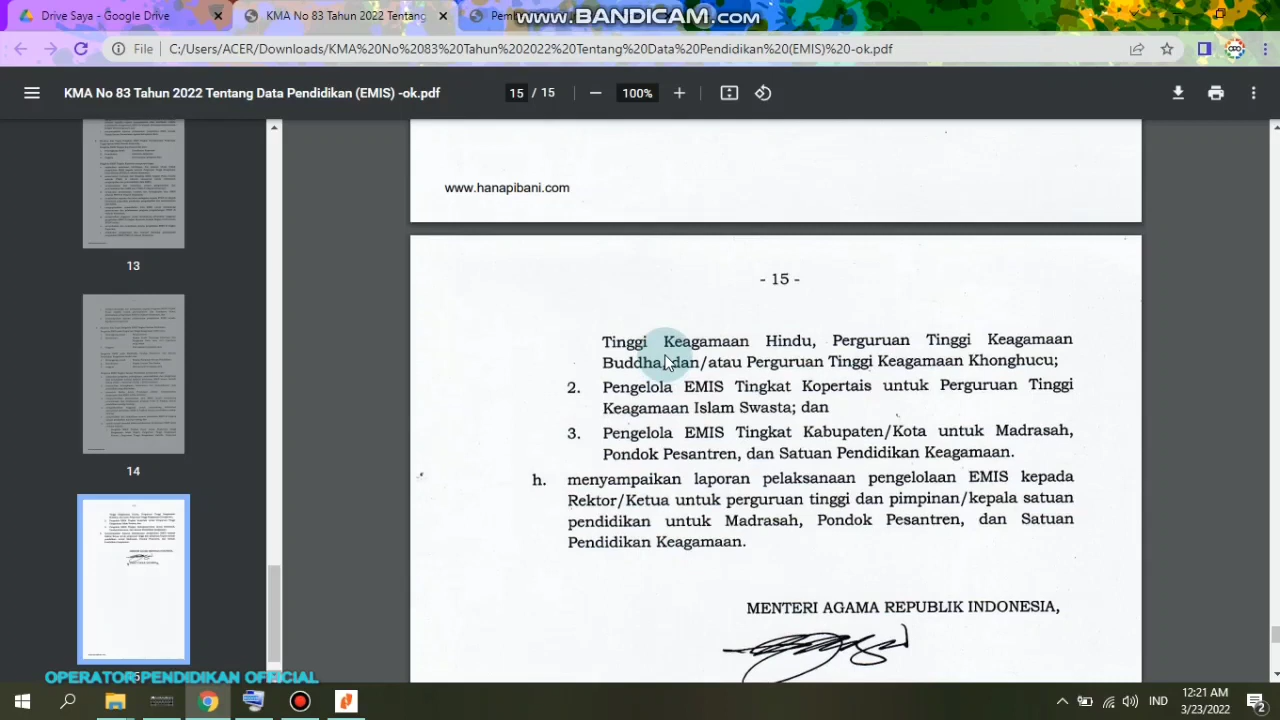 Drive Saya - Google Drive
KMA No 83 Tahun 2022 Tentang
Pemb
www.BANDICAM.com
File
C:/Users/ACER/Downloads/KMA%20No%2083%20Tahun%202022%20Tentang%20Data%20Pendidikan%20(EMIS)%20-ok.pdf
KMA No 83 Tahun 2022 Tentang Data Pendidikan (EMIS) -ok.pdf
15 / 15
100%
13
14
www.hanapibani.com
- 15 -
Tinggi Keagamaan Hindu, Perguruan Tinggi Keagamaan
Buddha, dan/atau Perguruan Tinggi Keagamaan Khonghucu;
2. Pengelola EMIS Tingkat Kopertais untuk Perguruan Tinggi
Keagamaan Islam Swasta; dan
3. Pengelola EMIS Tingkat Kabupaten/Kota untuk Madrasah,
Pondok Pesantren, dan Satuan Pendidikan Keagamaan.
h. menyampaikan laporan pelaksanaan pengelolaan EMIS kepada
Rektor/Ketua untuk perguruan tinggi dan pimpinan/kepala satuan
pendidikan untuk Madrasah, Pondok Pesantren, dan Satuan
Pendidikan Keagamaan.
MENTERI AGAMA REPUBLIK INDONESIA,
OPERATOR PENDIDIKAN OFFICIAL
IND
12:21 AM
3/23/2022
2